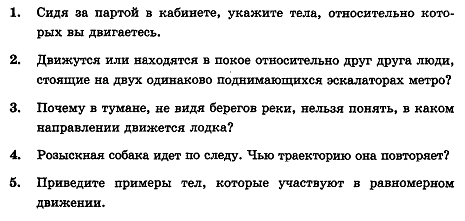 1. Сидя за партой в кабинете, укажите тела, относительно кото-
рых вы двигаетесь.
2. Движутся или находятся в покое относительно друг друга люди,
стоящие на двух одинаково поднимающихся эскалаторах метро?
3. Почему в тумане, не видя берегов реки, нельзя понять, в каком
направлении движется лодка?
4. Розыскная собака идет по следу. Чью траекторию она повторяет?
5. Приведите примеры тел, которые участвуют в равномерном
движении.